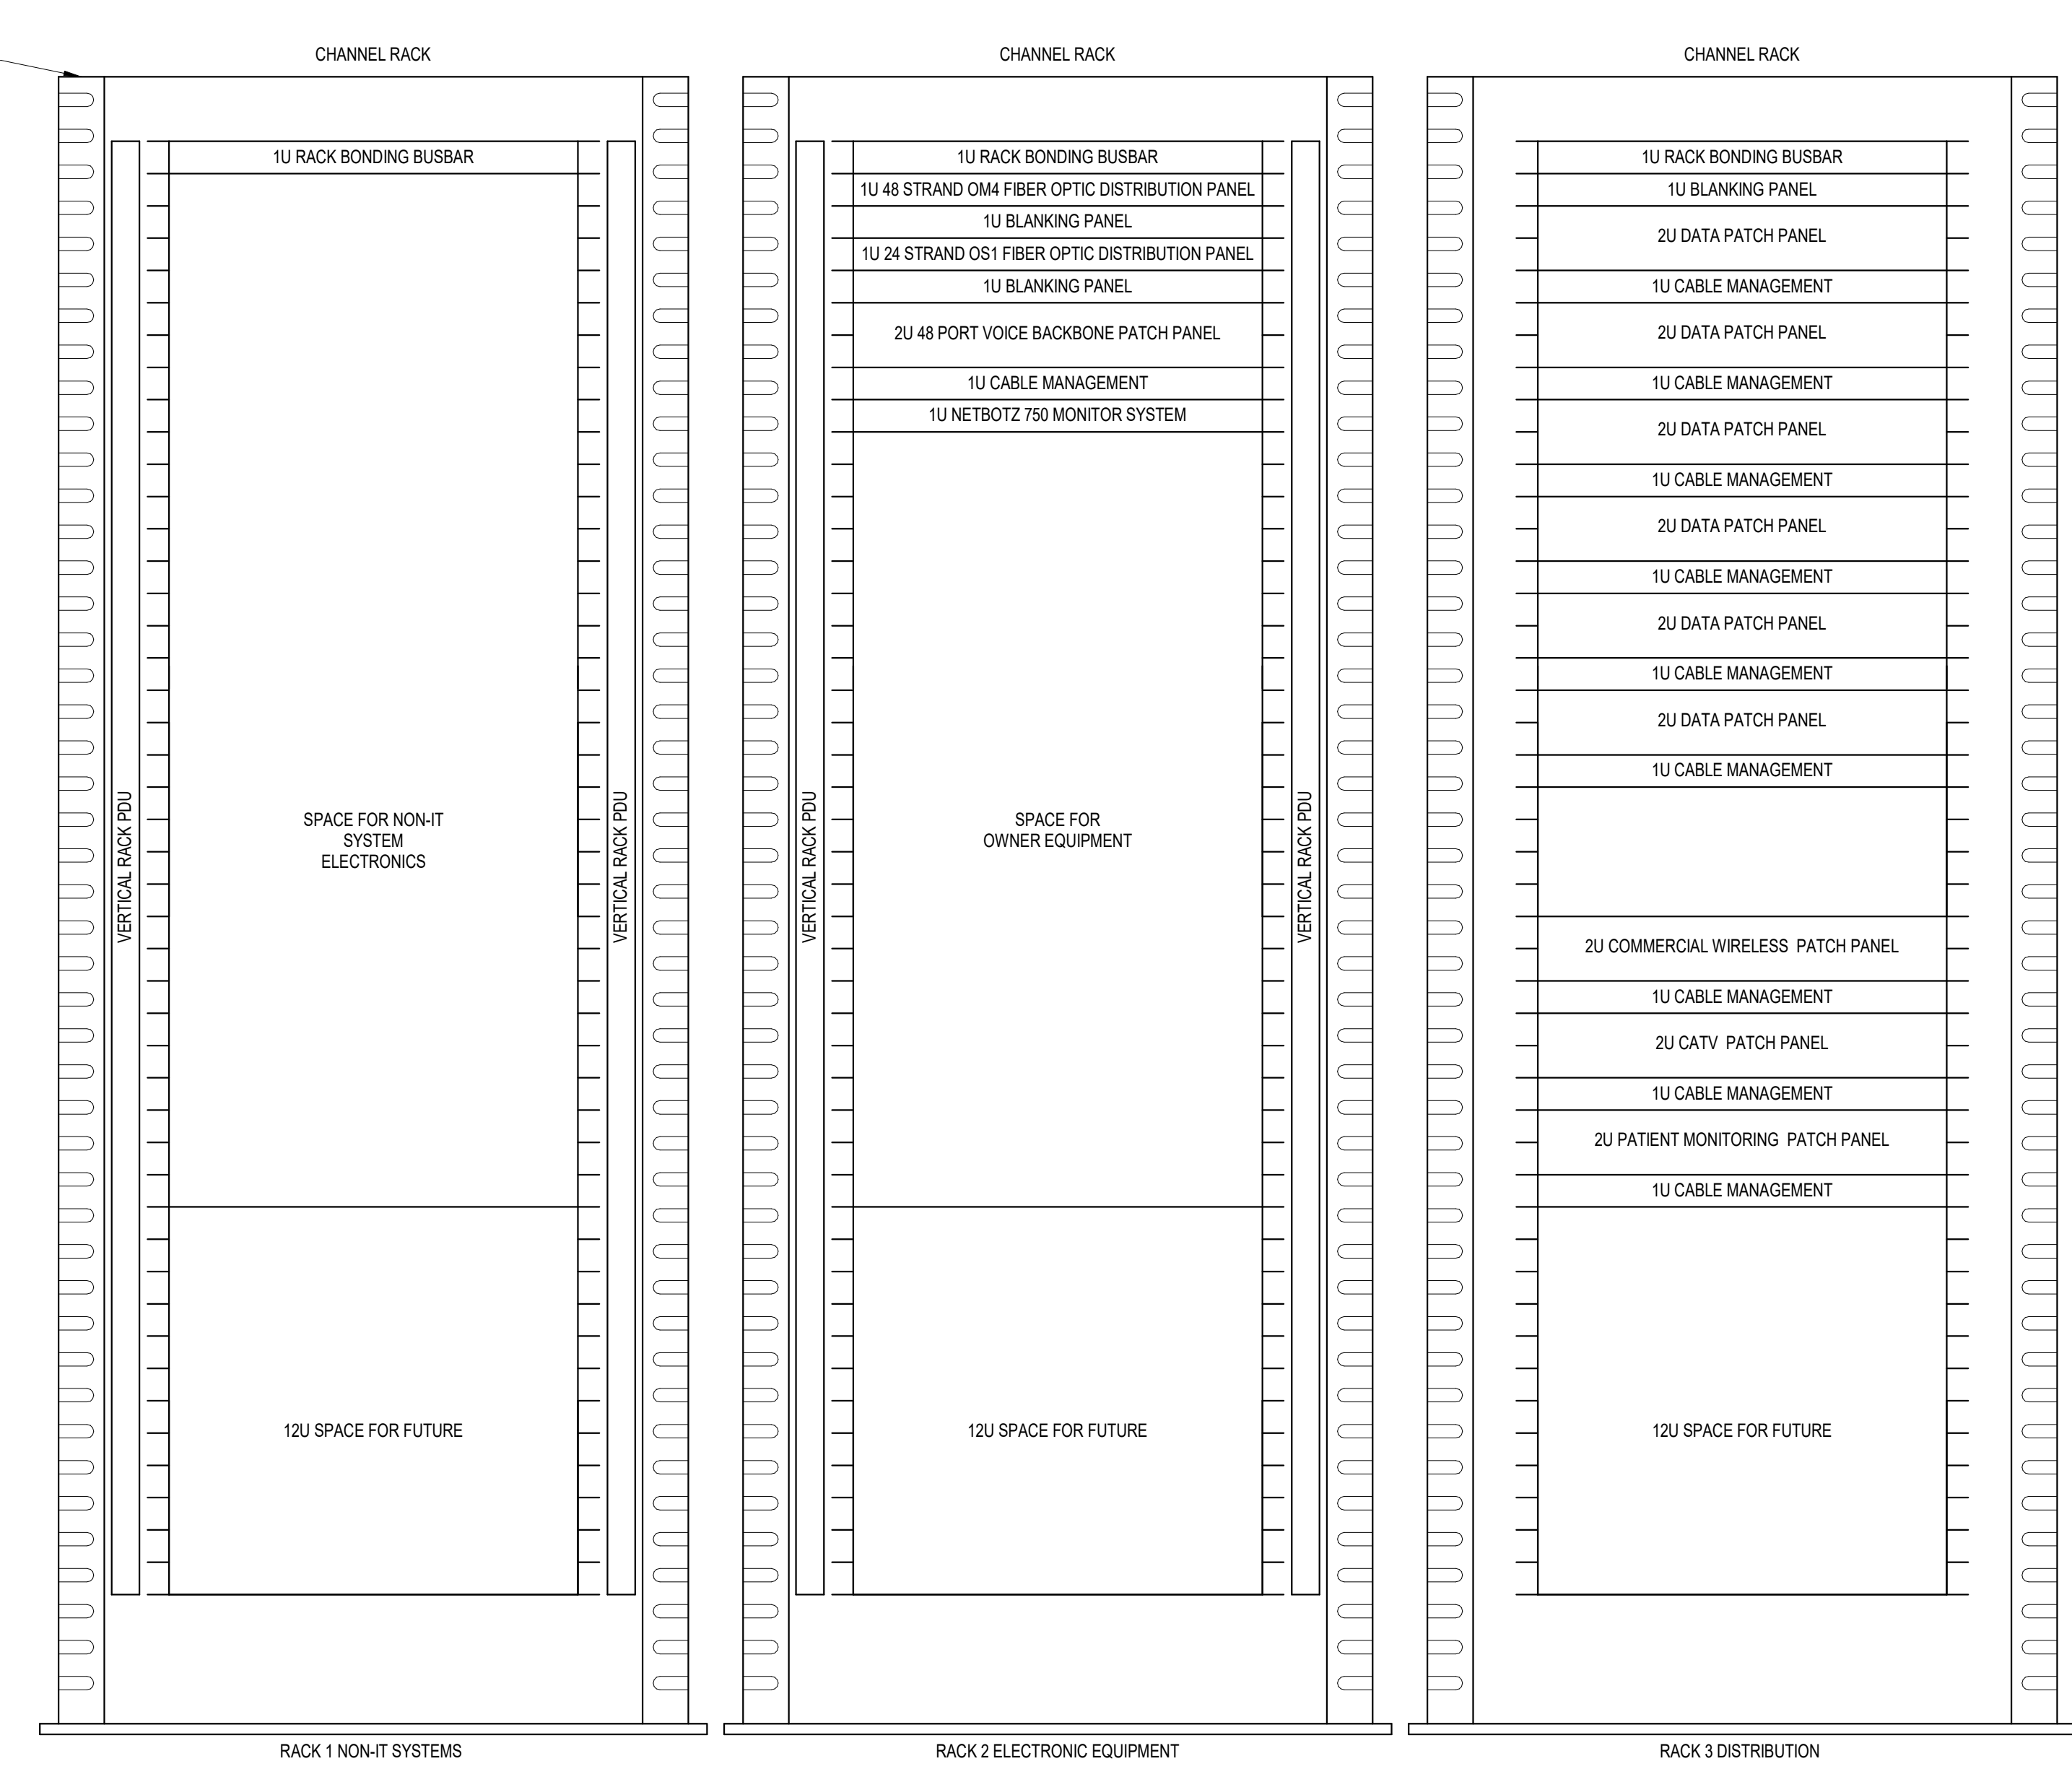 CHANNEL RACK
1U RACK BONDING BUSBAR
VERTICAL RACK PDU
SPACE FOR NON-IT
SYSTEM
ELECTRONICS
VERTICAL RACK PDU
12U SPACE FOR FUTURE
RACK 1 NON-IT SYSTEMS
CHANNEL RACK
1U RACK BONDING BUSBAR
1U 48 STRAND OM4 FIBER OPTIC DISTRIBUTION PANEL
1U BLANKING PANEL
1U 24 STRAND OS1 FIBER OPTIC DISTRIBUTION PANEL
1U BLANKING PANEL
2U 48 PORT VOICE BACKBONE PATCH PANEL
1U CABLE MANAGEMENT
1U NETBOTZ 750 MONITOR SYSTEM
VERTICAL RACK PDU
SPACE FOR
OWNER EQUIPMENT
VERTICAL RACK PDU
12U SPACE FOR FUTURE
RACK 2 ELECTRONIC EQUIPMENT
CHANNEL RACK
1U RACK BONDING BUSBAR
1U BLANKING PANEL
2U DATA PATCH PANEL
1U CABLE MANAGEMENT
2U DATA PATCH PANEL
1U CABLE MANAGEMENT
2U DATA PATCH PANEL
1U CABLE MANAGEMENT
2U DATA PATCH PANEL
1U CABLE MANAGEMENT
2U DATA PATCH PANEL
1U CABLE MANAGEMENT
2U DATA PATCH PANEL
1U CABLE MANAGEMENT
2U COMMERCIAL WIRELESS  PATCH PANEL
1U CABLE MANAGEMENT
2U CATV  PATCH PANEL
1U CABLE MANAGEMENT
2U PATIENT MONITORING  PATCH PANEL
1U CABLE MANAGEMENT
12U SPACE FOR FUTURE
RACK 3 DISTRIBUTION